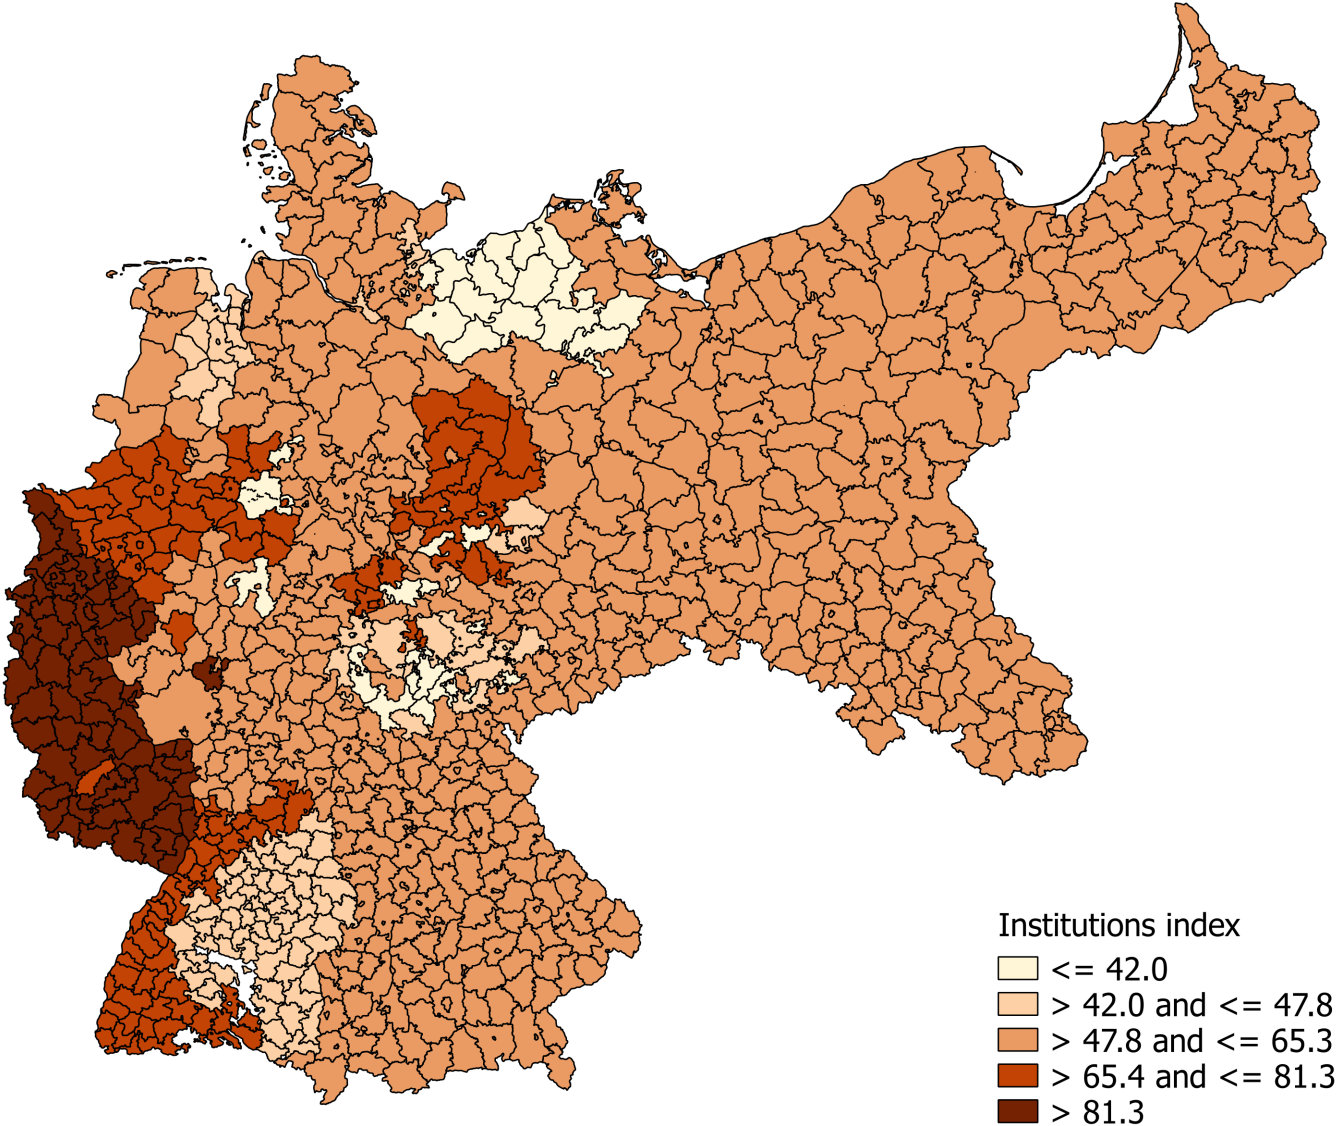 Institutions index
<= 42.0
> 42.0 and <= 47.8
> 47.8 and <= 65.3
> 65.4 and <= 81.3
> 81.3